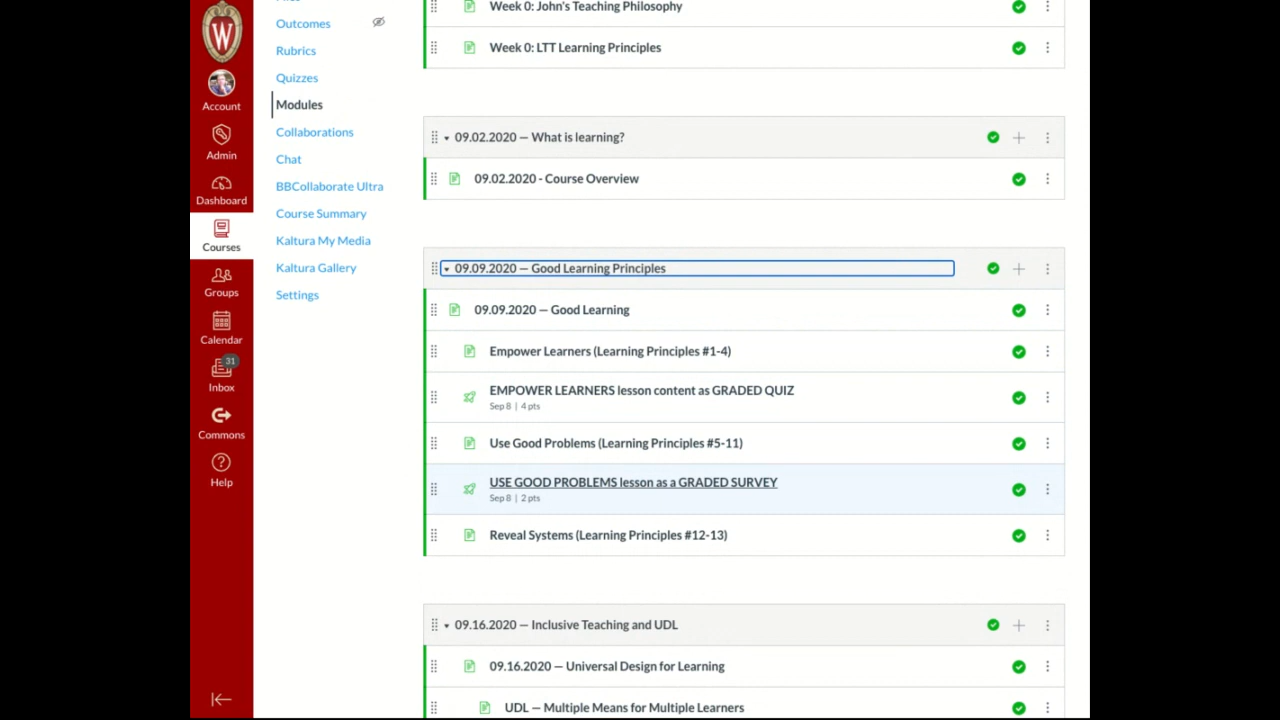 W
Account
Admin
Dashboard
Courses
Groups
Calendar
31
Inbox
Commons
Help
Outcomes
Rubrics
Quizzes
Modules
Collaborations
Chat
BBCollaborate Ultra
Course Summary
Kaltura My Media
Kaltura Gallery
Settings
Week 0: John's Teaching Philosophy
Week 0: LTT Learning Principles
09.02.2020 — What is learning?
09.02.2020 - Course Overview
09.09.2020 — Good Learning Principles
09.09.2020 — Good Learning
Empower Learners (Learning Principles #1-4)
EMPOWER LEARNERS lesson content as GRADED QUIZ
Sep 8 | 4 pts
Use Good Problems (Learning Principles #5-11)
USE GOOD PROBLEMS lesson as a GRADED SURVEY
Sep 8 | 2 pts
Reveal Systems (Learning Principles #12-13)
09.16.2020 — Inclusive Teaching and UDL
09.16.2020 — Universal Design for Learning
UDL — Multiple Means for Multiple Learners